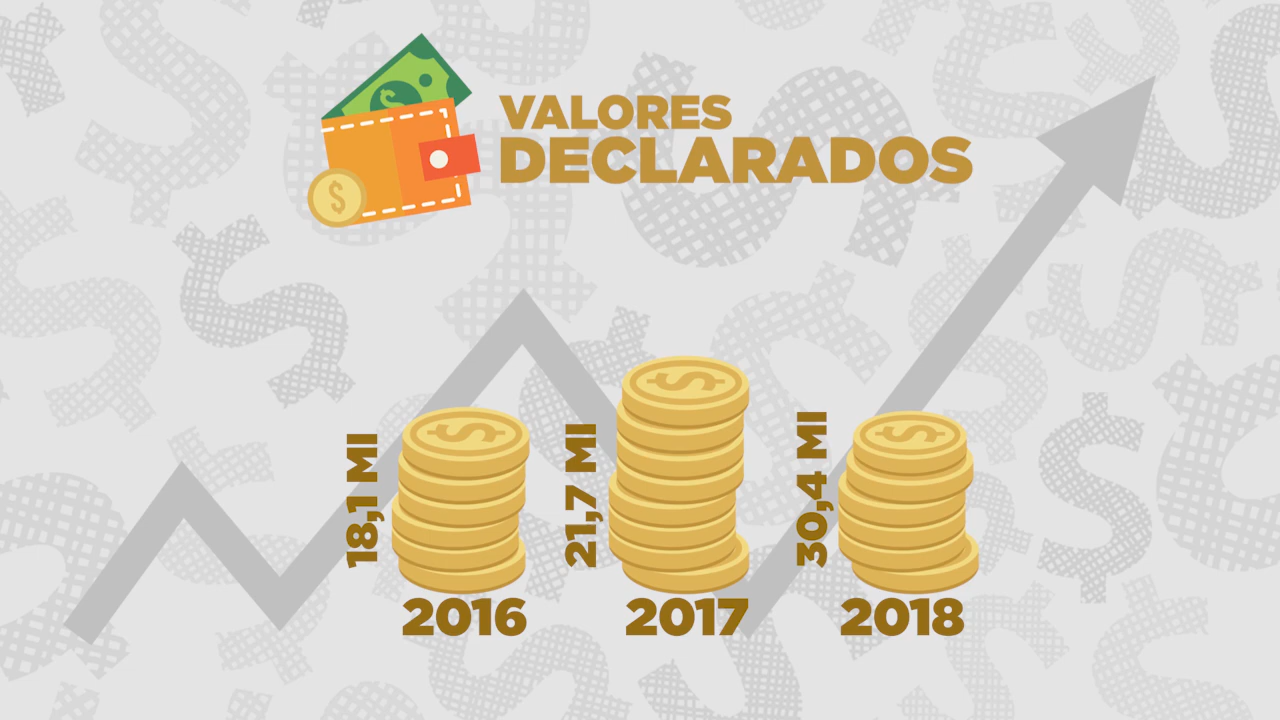 VALORES
DECLARADOS
18,1 MI
21,7 MI
30,4 MI
2016
2017
2018